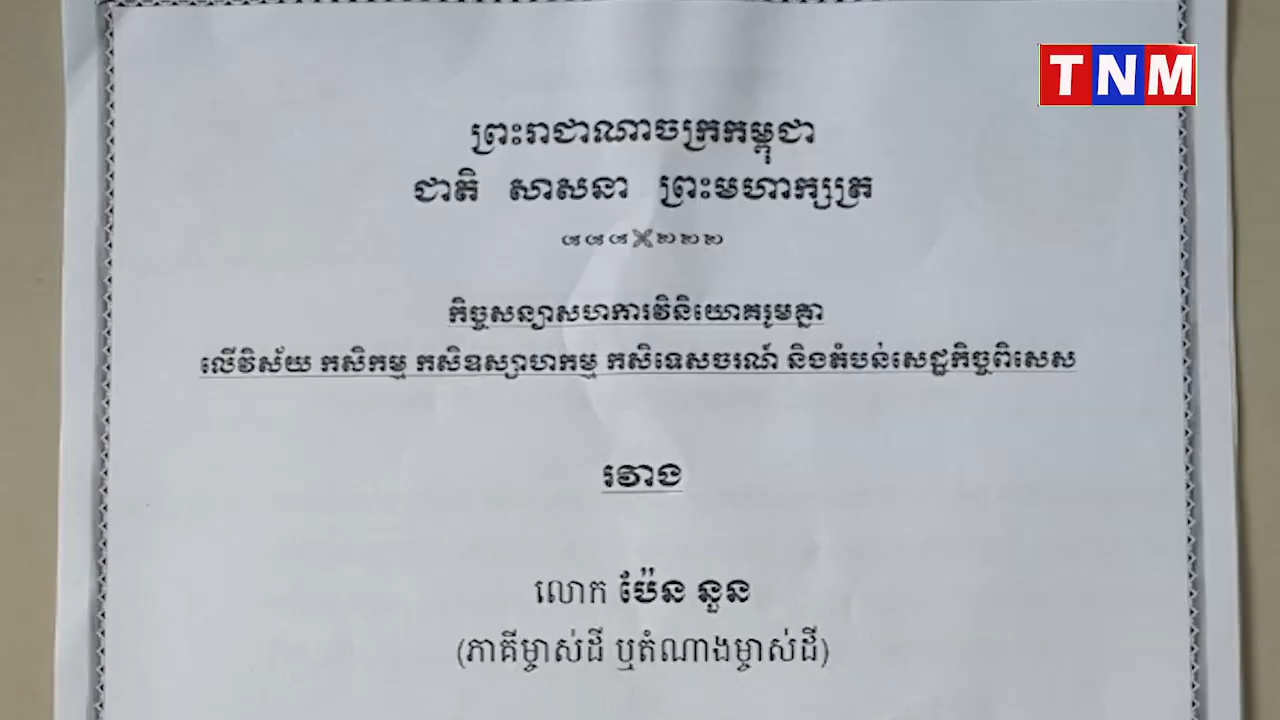 TNM
ព្រះរាជាណាចក្រកម្ពុជា
ជាតិ សាសនា ព្រះមហាក្សត្រ
កិច្ចសន្យាសហការវិនិយោគរួមគ្នា
លើវិស័យ កសិកម្ម កសិឧស្សាហកម្ម កសិទេសចរណ៍ និងតំបន់សេដ្ឋកិច្ចពិសេស
រវាង
លោក ប៉ែន នួន
(ភាគីម្ចាស់ដី ឬតំណាងម្ចាស់ដី)